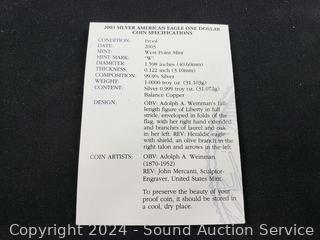 2003 SILVER AMERICAN EAGLE ONE DOLLAR
COIN SPECIFICATIONS
CONDITION: Proof
DATE: 2003
MINT: West Point Mint
MINT MARK: "W"
DIAMETER: 1.598 inches (40.60mm)
THICKNESS: 0.122 inch (3.10mm)
COMPOSITION: 99.9% Silver
WEIGHT: 1.0000 troy oz. (31.103g)
CONTENT: Silver 0.999 troy oz. (31.072g)
Balance Copper
DESIGN: OBV: Adolph A. Weinman's full
length figure of Liberty in full
stride, enveloped in folds of the
flag, with her right hand extended
and branches of laurel and oak
in her left. REV: Heraldic eagle
with shield, an olive branch in the
right talon and arrows in the left.
COIN ARTISTS: OBV: Adolph A. Weinman
(1870-1952)
REV: John Mercanti, Sculptor-
Engraver, United States Mint
To preserve the beauty of your
proof coin, it should be stored in
a cool, dry place.
Copyright 2024 - SoundAuction.com